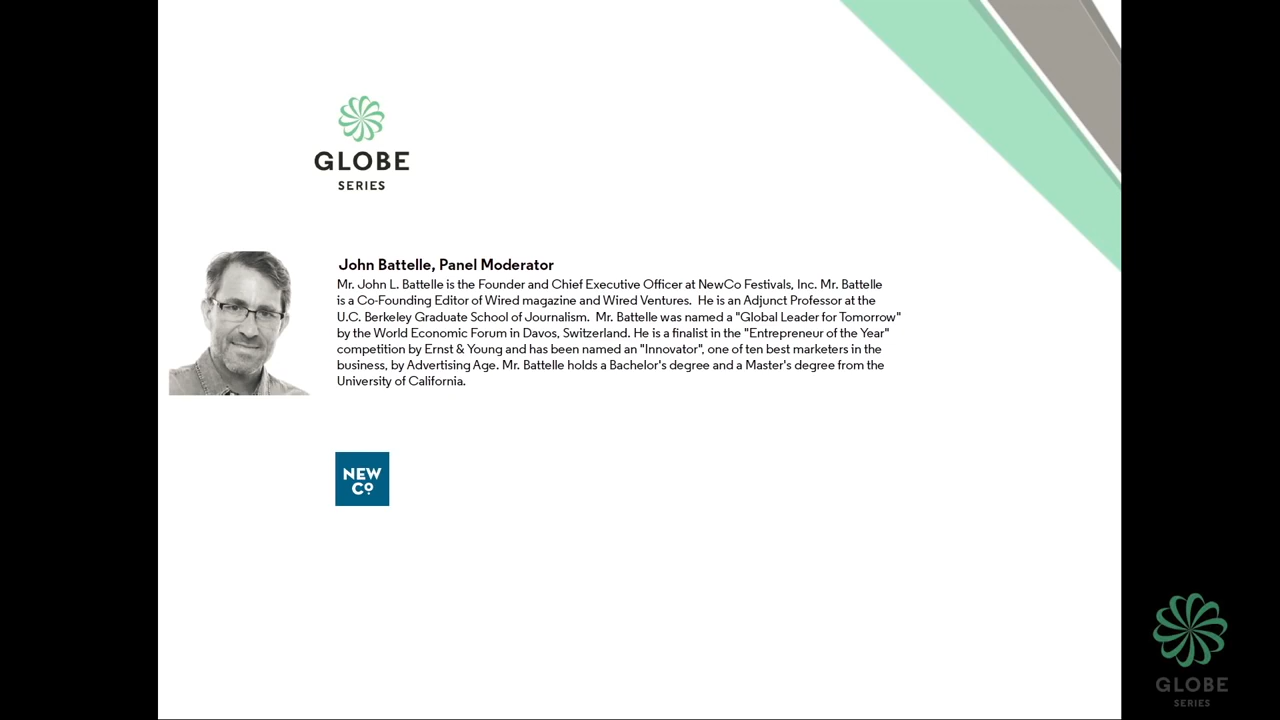 GLOBE
SERIES
John Battelle, Panel Moderator
Mr. John L. Battelle is the Founder and Chief Executive Officer at NewCo Festivals, Inc. Mr. Battelle
is a Co-Founding Editor of Wired magazine and Wired Ventures.  He is an Adjunct Professor at the
U.C. Berkeley Graduate School of Journalism.  Mr. Battelle was named a "Global Leader for Tomorrow"
by the World Economic Forum in Davos, Switzerland. He is a finalist in the "Entrepreneur of the Year"
competition by Ernst & Young and has been named an "Innovator", one of ten best marketers in the
business, by Advertising Age. Mr. Battelle holds a Bachelor's degree and a Master's degree from the
University of California.
NEW
Co
GLOBE
SERIES